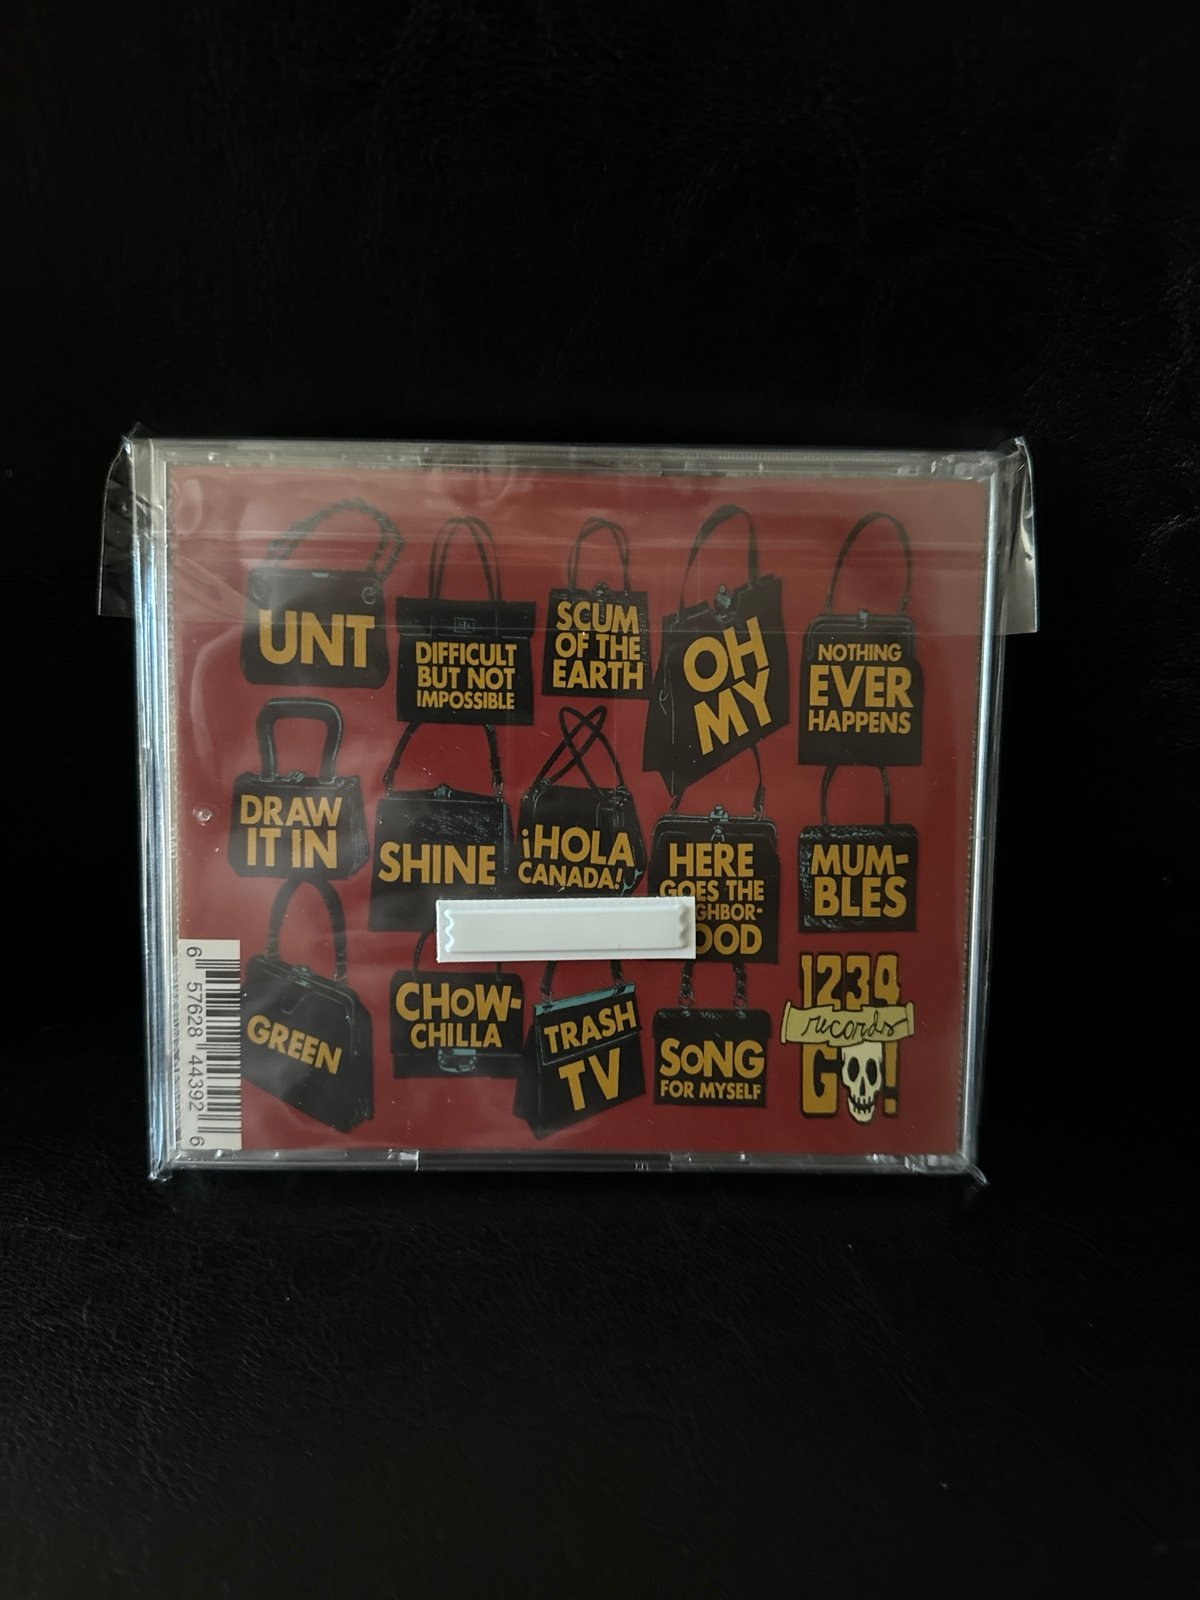 UNT
DIFFICULT
BUT NOT
IMPOSSIBLE
SCUM
OF THE
EARTH
OH
MY
NOTHING
EVER
HAPPENS
DRAW
IT IN
SHINE
¡HOLA
CANADA!
HERE
GOES THE
GHBOR-
OOD
MUM-
BLES
GREEN
CHOW-
CHILLA
TRASH
TV
SONG
FOR MYSELF
1234
records
GO!
6 57628 44392 6